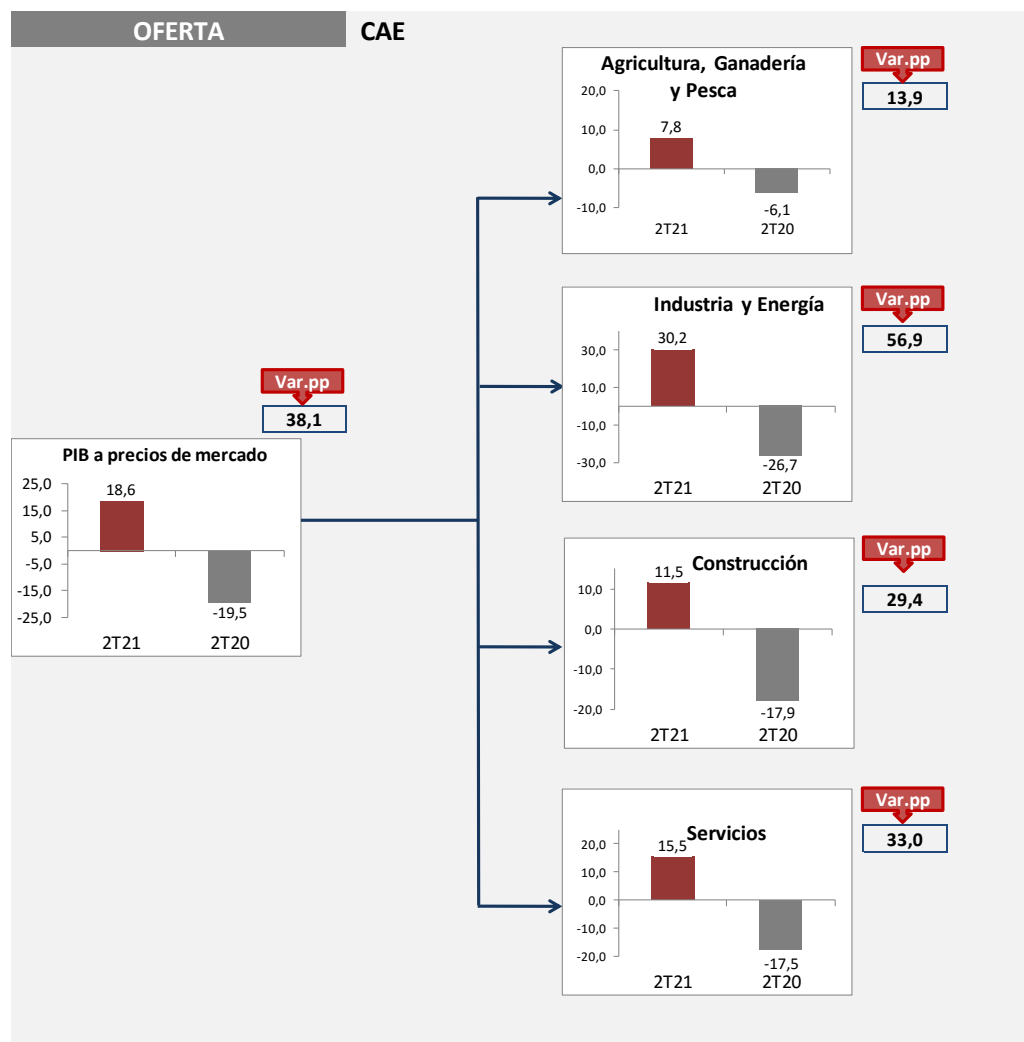 OFERTA
CAE
Var.pp
38,1
PIB a precios de mercado
25,0
15,0
5,0
-5,0
-15,0
-25,0
18,6
-19,5
2T21
2T20
Agricultura, Ganadería
y Pesca
20,0
10,0
0,0
-10,0
7,8
-6,1
2T21
2T20
Var.pp
13,9
Industria y Energía
30,0
10,0
-10,0
-30,0
30,2
-26,7
2T21
2T20
Var.pp
56,9
Construcción
10,0
0,0
-10,0
-20,0
11,5
-17,9
2T21
2T20
Var.pp
29,4
Servicios
20,0
10,0
0,0
-10,0
-20,0
15,5
-17,5
2T21
2T20
Var.pp
33,0